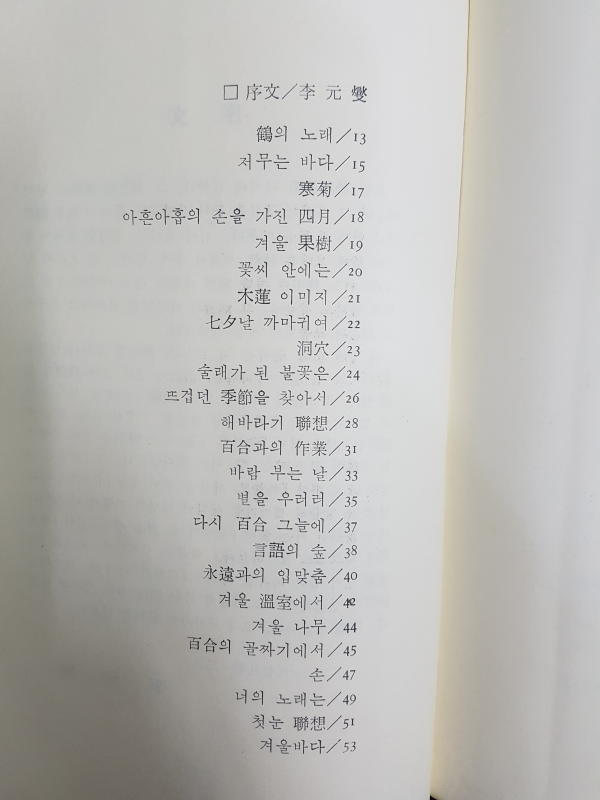 □ 序文/李 元 燮
鶴의 노래/13
저무는 바다/15
寒菊/17
아흔아홉의 손을 가진 四月/18
겨울 果樹/19
꽃씨 안에는/20
木蓮 이미지/21
七夕날 까마귀여/22
洞穴/23
술래가 된 불꽃은/24
뜨겁던 季節을 찾아서/26
해바라기 聯想/28
百合과의 作業/31
바람 부는 날/33
별을 우러러/35
다시 百合 그늘에/37
言語의 숲/38
永遠과의 입맞춤/40
겨울 溫室에서/42
겨울 나무/44
百合의 골짜기에서/45
손/47
너의 노래는/49
첫눈 聯想/51
겨울바다/53